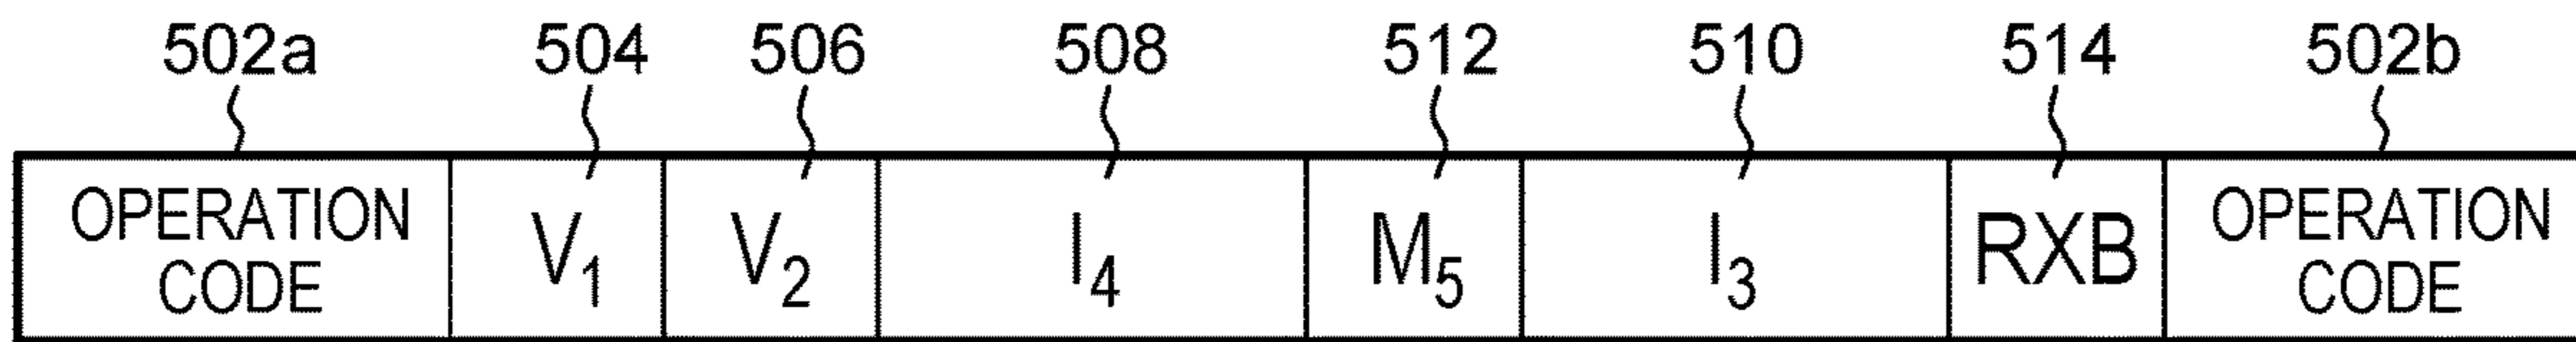 502a 504 506 508 512 510 514 502b
OPERATION CODE V₁ V₂ I₄ M₅ I₃ RXB OPERATION CODE